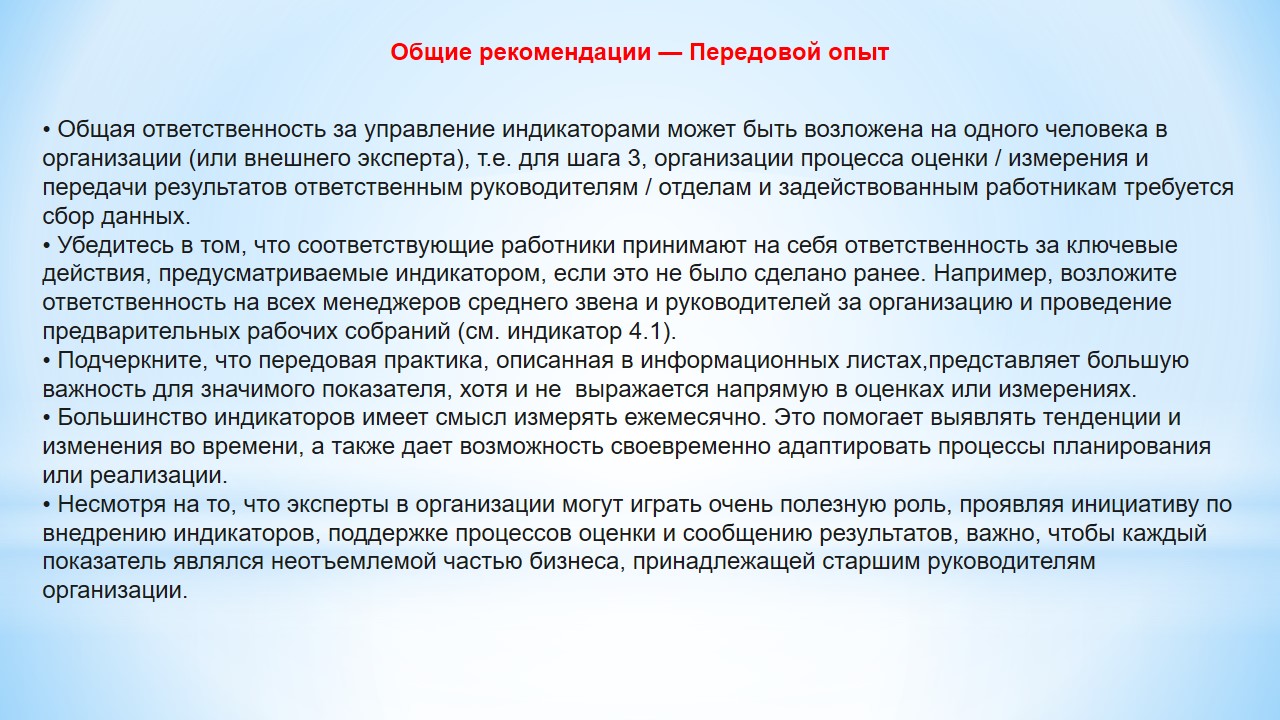 Общие рекомендации — Передовой опыт
• Общая ответственность за управление индикаторами может быть возложена на одного человека в
организации (или внешнего эксперта), т.е. для шага 3, организации процесса оценки / измерения и
передачи результатов ответственным руководителям / отделам и задействованным работникам требуется
сбор данных.
• Убедитесь в том, что соответствующие работники принимают на себя ответственность за ключевые
действия, предусматриваемые индикатором, если это не было сделано ранее. Например, возложите
ответственность на всех менеджеров среднего звена и руководителей за организацию и проведение
предварительных рабочих собраний (см. индикатор 4.1).
• Подчеркните, что передовая практика, описанная в информационных листах,представляет большую
важность для значимого показателя, хотя и не  выражается напрямую в оценках или измерениях.
• Большинство индикаторов имеет смысл измерять ежемесячно. Это помогает выявлять тенденции и
изменения во времени, а также дает возможность своевременно адаптировать процессы планирования
или реализации.
• Несмотря на то, что эксперты в организации могут играть очень полезную роль, проявляя инициативу по
внедрению индикаторов, поддержке процессов оценки и сообщению результатов, важно, чтобы каждый
показатель являлся неотъемлемой частью бизнеса, принадлежащей старшим руководителям
организации.